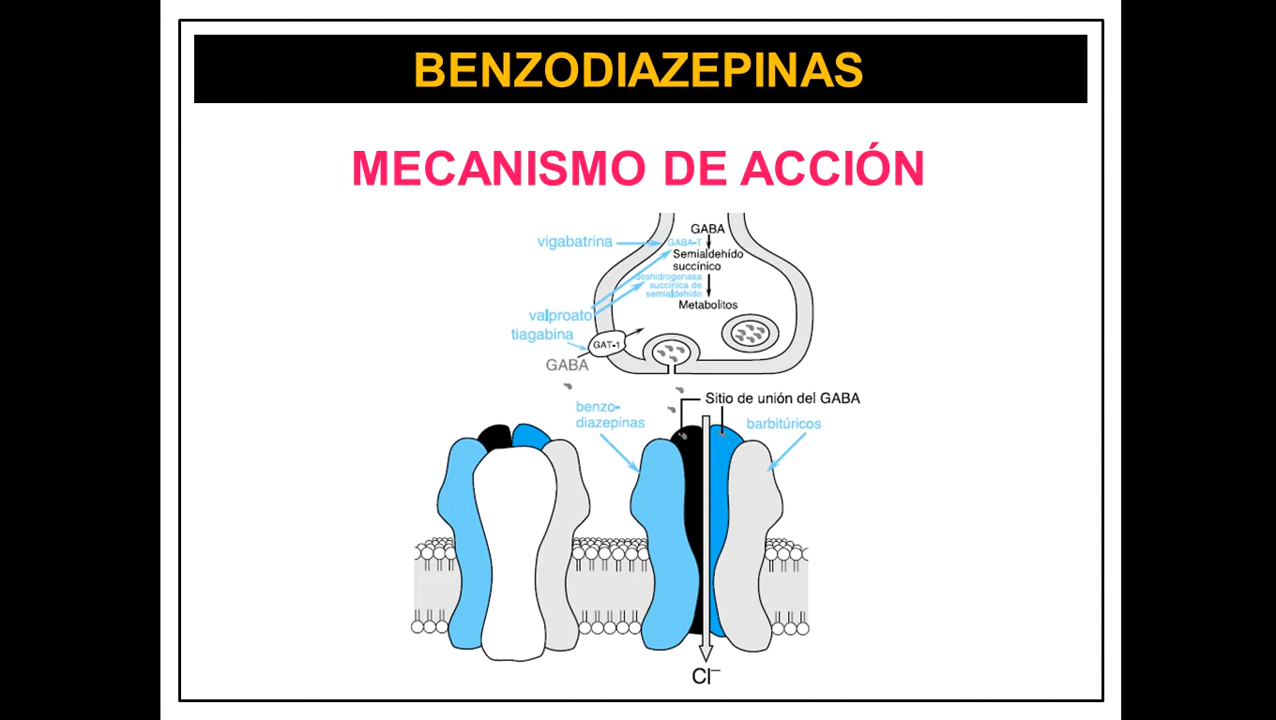 BENZODIAZEPINAS
MECANISMO DE ACCIÓN
GABA
vigabatrina
GABA-T
Semialdehído
succínico
deshidrogonasa
succínica de
semialdehído
Metabolitos
valproato
tiagabina
GAT-1
GABA
Sitio de unión del GABA
benzo-
diazepinas
barbitúricos
Cl⁻